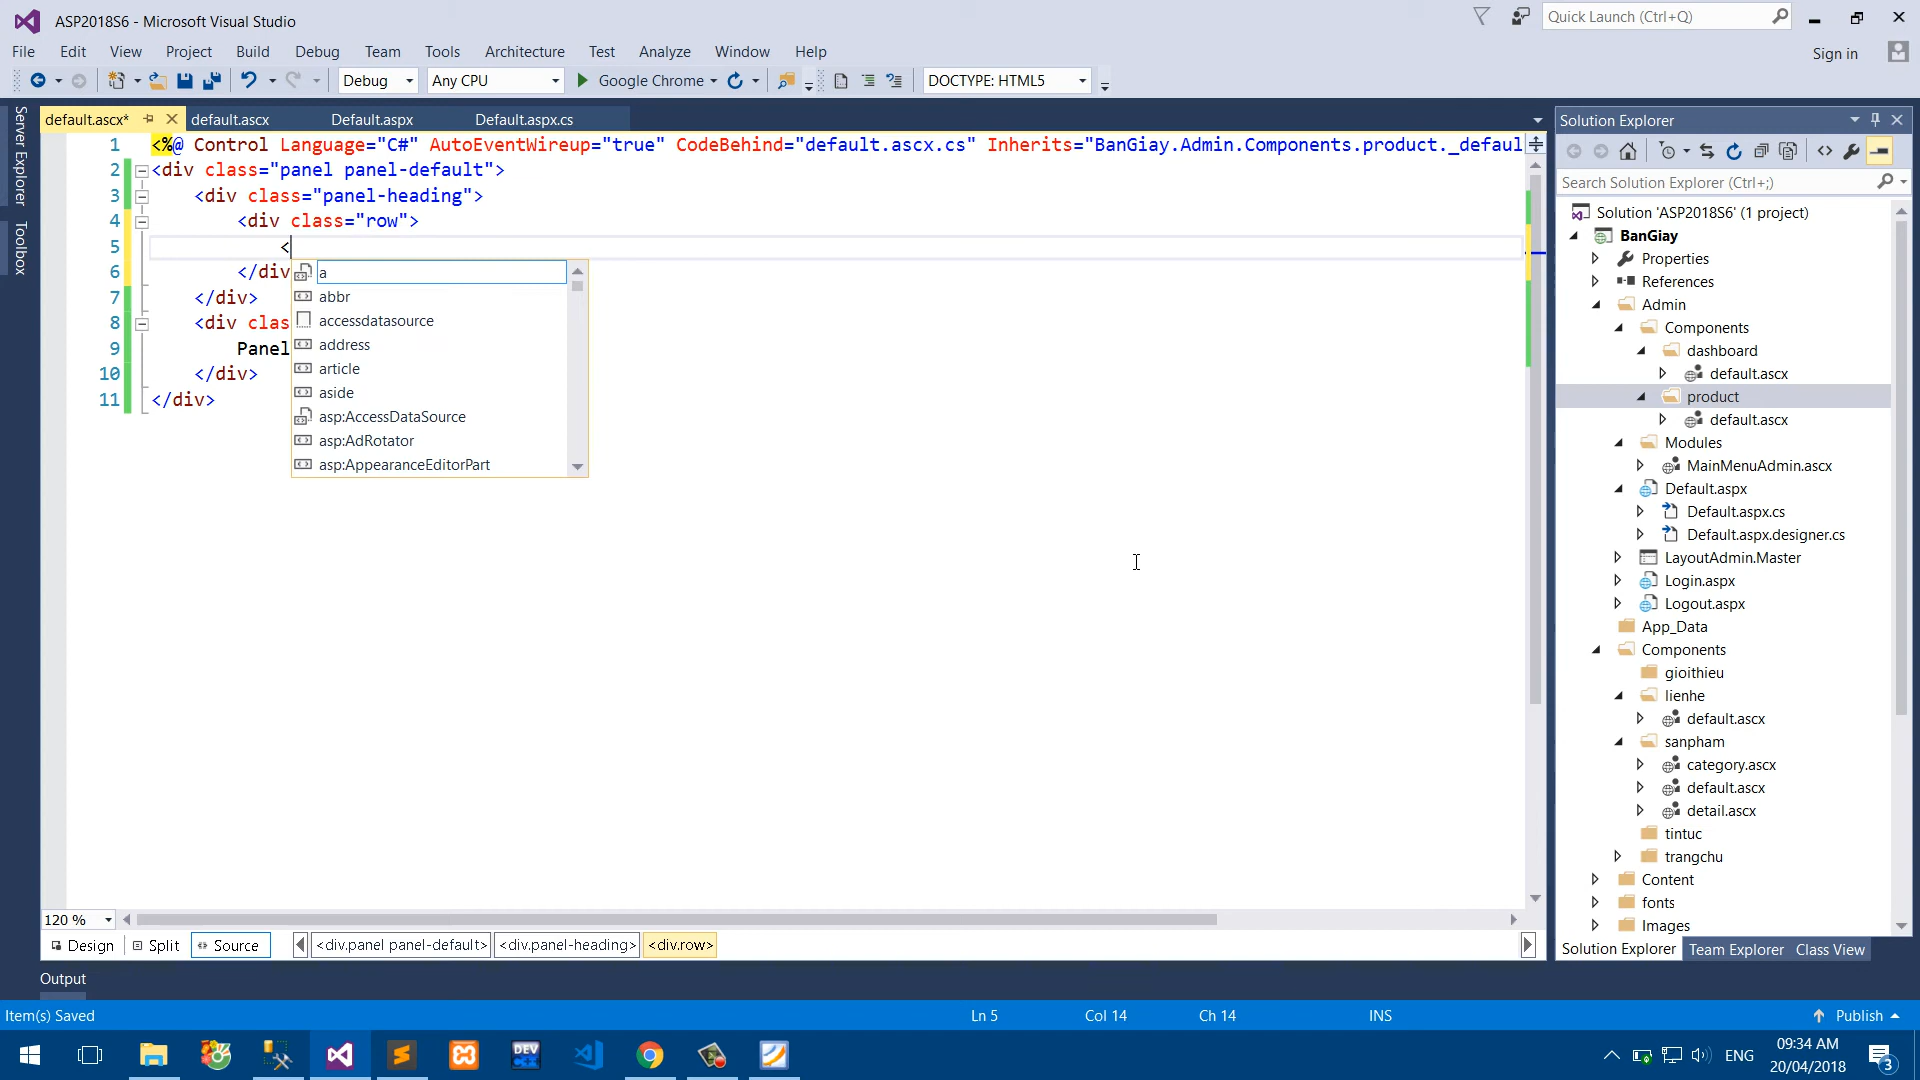 ASP2018S6 - Microsoft Visual Studio
Quick Launch (Ctrl+Q)
File Edit View Project Build Debug Team Tools Architecture Test Analyze Window Help
Sign in
Debug Any CPU Google Chrome DOCTYPE: HTML5
Server Explorer
Toolbox
default.ascx* default.ascx Default.aspx Default.aspx.cs
1 <%@ Control Language="C#" AutoEventWireup="true" CodeBehind="default.ascx.cs" Inherits="BanGiay.Admin.Components.product._defaul
2 <div class="panel panel-default">
3 <div class="panel-heading">
4 <div class="row">
5 <
6 </div
7 </div>
8 <div clas
9 Panel
10 </div>
11 </div>
a
abbr
accessdatasource
address
article
aside
asp:AccessDataSource
asp:AdRotator
asp:AppearanceEditorPart
120 %
Design Split Source <div.panel panel-default> <div.panel-heading> <div.row>
Output
Solution Explorer
Search Solution Explorer (Ctrl+;)
Solution 'ASP2018S6' (1 project)
BanGiay
Properties
References
Admin
Components
dashboard
default.ascx
product
default.ascx
Modules
MainMenuAdmin.ascx
Default.aspx
Default.aspx.cs
Default.aspx.designer.cs
LayoutAdmin.Master
Login.aspx
Logout.aspx
App_Data
Components
gioithieu
lienhe
default.ascx
sanpham
category.ascx
default.ascx
detail.ascx
tintuc
trangchu
Content
fonts
Images
Solution Explorer Team Explorer Class View
Item(s) Saved Ln 5 Col 14 Ch 14 INS Publish
DEV
ENG
09:34 AM
20/04/2018
3